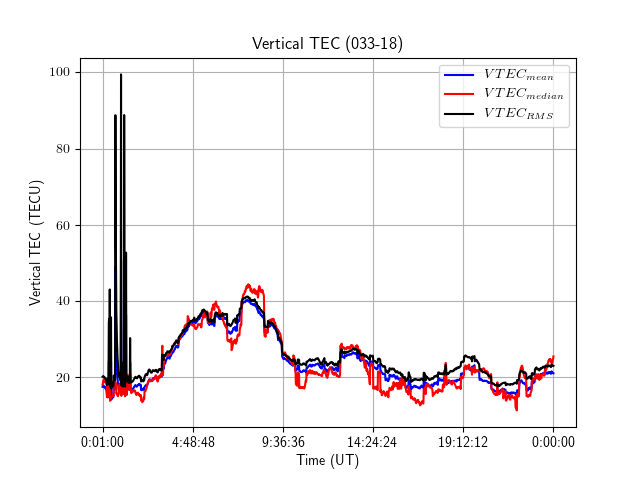 Vertical TEC (033-18)
100
80
60
40
20
Vertical TEC (TECU)
VTEC_mean
VTEC_median
VTEC_RMS
0:01:00 4:48:48 9:36:36 14:24:24 19:12:12 0:00:00
Time (UT)